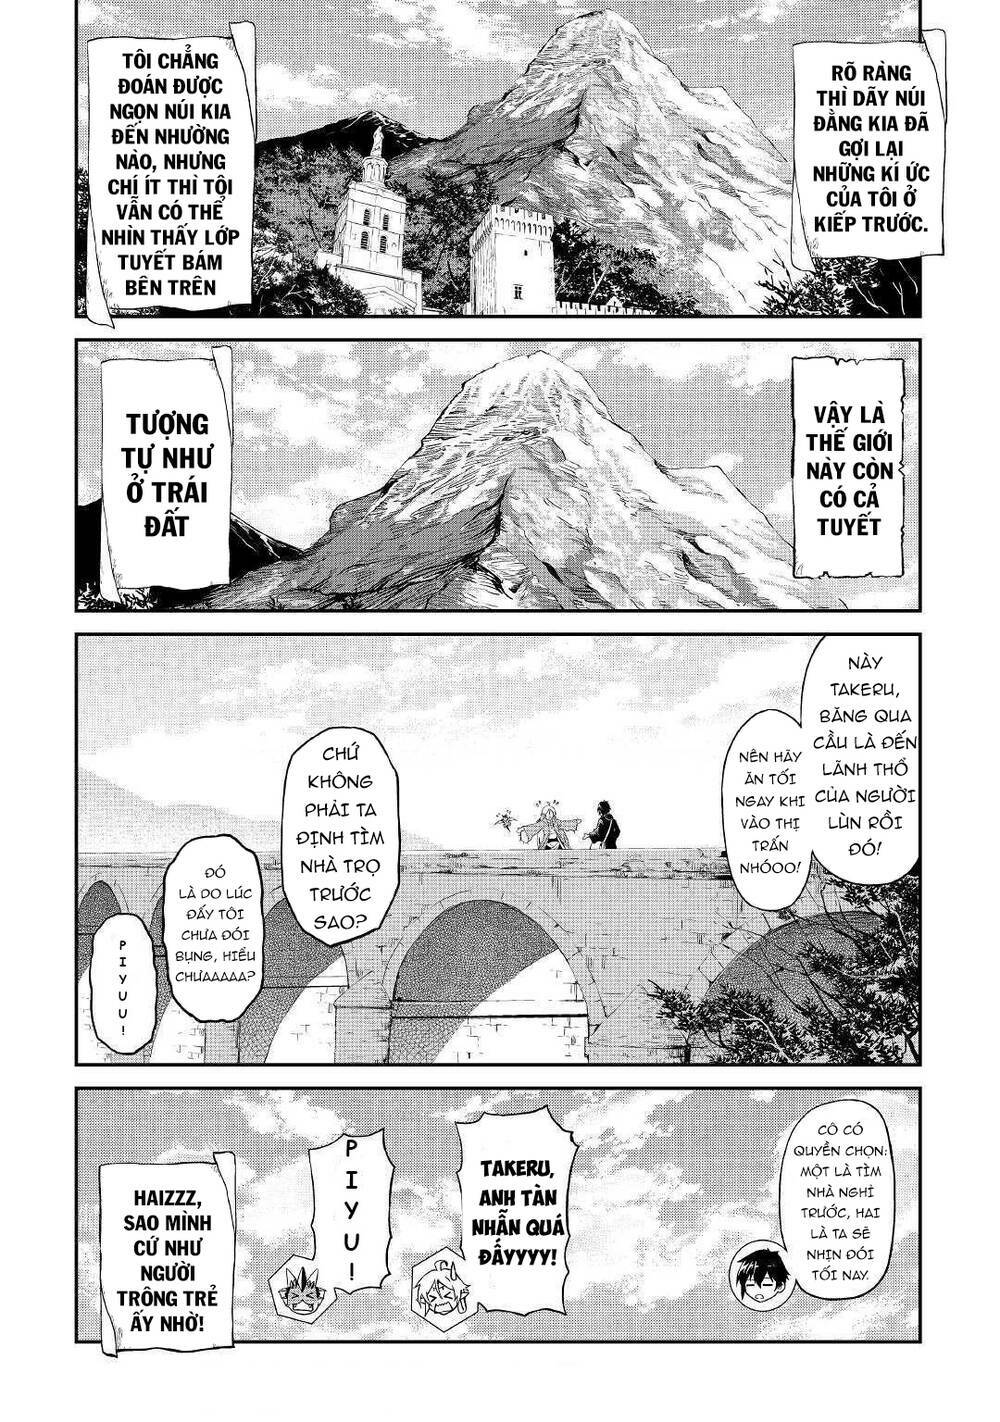 RÕ RÀNG
THÌ DÃY NÚI
ĐẰNG KIA ĐÃ
GỢI LẠI
NHỮNG KÍ ỨC
CỦA TÔI Ở
KIẾP TRƯỚC.
TÔI CHẲNG
ĐOÁN ĐƯỢC
NGỌN NÚI KIA
ĐẾN NHƯỜNG
NÀO, NHƯNG
CHÍ ÍT THÌ TÔI
VẪN CÓ THỂ
NHÌN THẤY LỚP
TUYẾT BÁM
BÊN TRÊN
VẬY LÀ
THẾ GIỚI
NÀY CÒN
CÓ CẢ
TUYẾT
TƯỢNG
TỰ NHƯ
Ở TRÁI
ĐẤT
NÀY
TAKERU,
BĂNG QUA
CẦU LÀ ĐẾN
LÃNH THỔ
CỦA NGƯỜI
LÙN RỒI
ĐÓ!
NÊN HÃY
ĂN TỐI
NGAY KHI
VÀO THỊ
TRẤN
NHÓOO!
CHỨ
KHÔNG
PHẢI TA
ĐỊNH TÌM
NHÀ TRỌ
TRƯỚC
SAO?
ĐÓ
LÀ DO LÚC
ĐẤY TÔI
CHƯA ĐÓI
BỤNG, HIỂU
CHƯAAAAA?
PIYUU!
CÔ CÓ
QUYỀN CHỌN:
MỘT LÀ TÌM
NHÀ NGHỈ
TRƯỚC, HAI
LÀ TA SẼ
NHỊN ĐÓI
TỐI NAY.
TAKERU,
ANH TÀN
NHẪN QUÁ
ĐẤYYYY!
PIYU!
HAIZZZ,
SAO MÌNH
CỨ NHƯ
NGƯỜI
TRÔNG TRẺ
ẤY NHỜ!